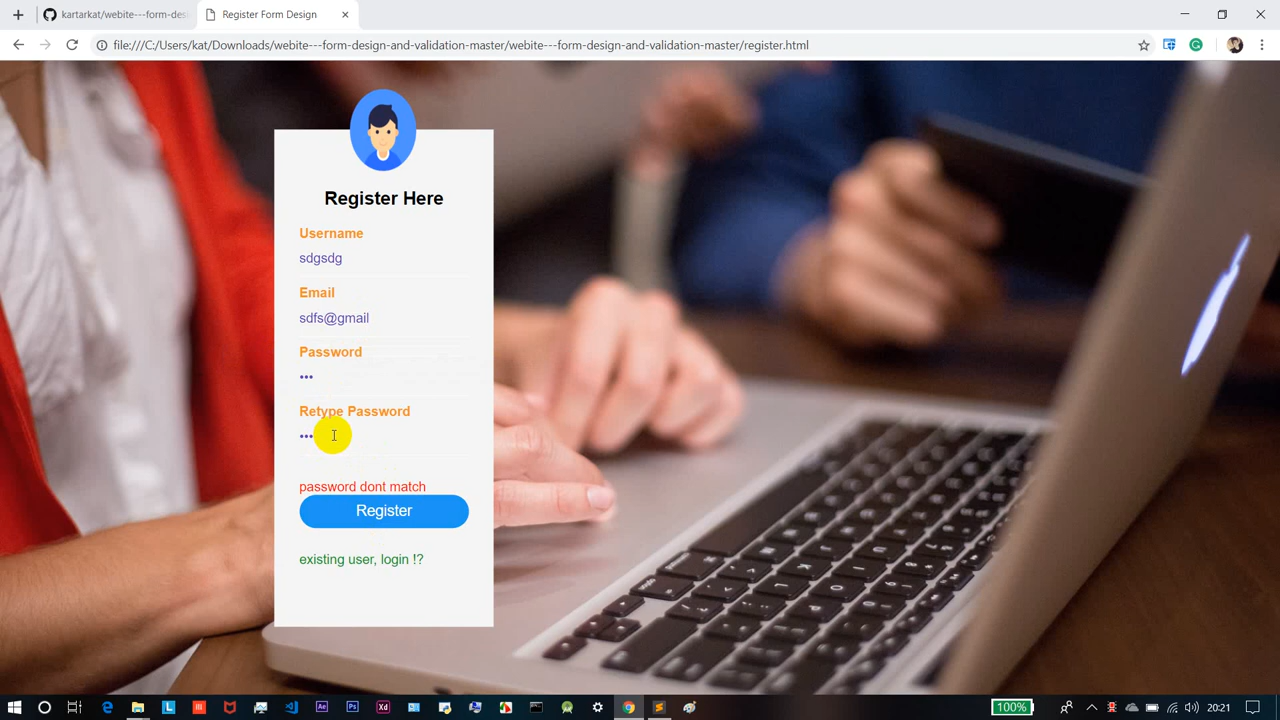 kartarkat/webite---form-desi
Register Form Design
file:///C:/Users/kat/Downloads/webite---form-design-and-validation-master/webite---form-design-and-validation-master/register.html
Register Here
Username
sdgsdg
Email
sdfs@gmail
Password
•••
Retype Password
•••
password dont match
Register
existing user, login !?
100%
20:21